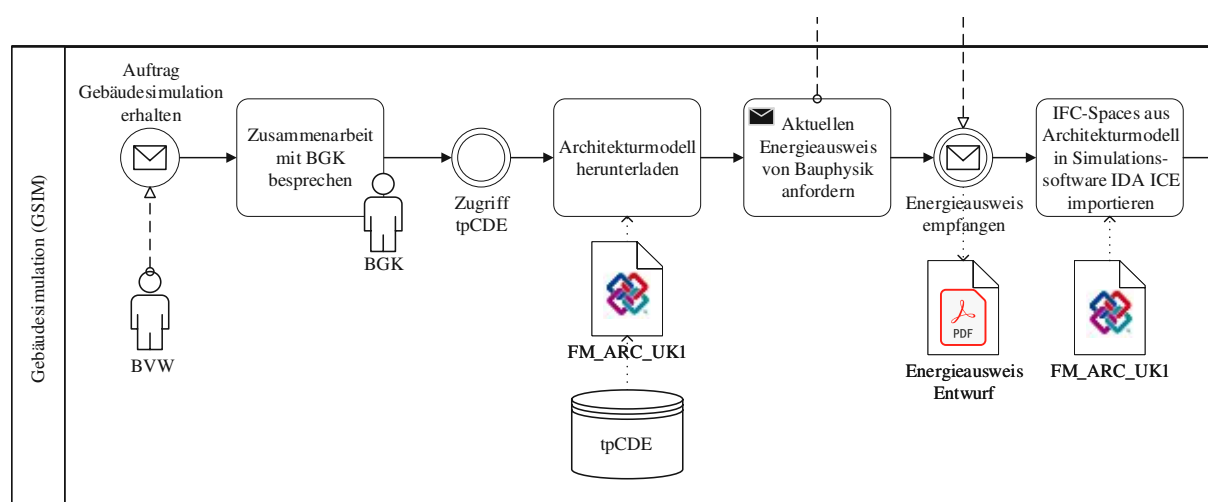 Gebäudesimulation (GSIM)
Auftrag
Gebäudesimulation
erhalten
BVW
Zusammenarbeit
mit BGK
besprechen
BGK
Zugriff
tpCDE
Architekturmodell
herunterladen
FM_ARC_UK1
tpCDE
Aktuellen
Energieausweis
von Bauphysik
anfordern
Energieausweis
empfangen
PDF
Energieausweis
Entwurf
IFC-Spaces aus
Architekturmodell
in Simulations-
software IDA ICE
importieren
FM_ARC_UK1